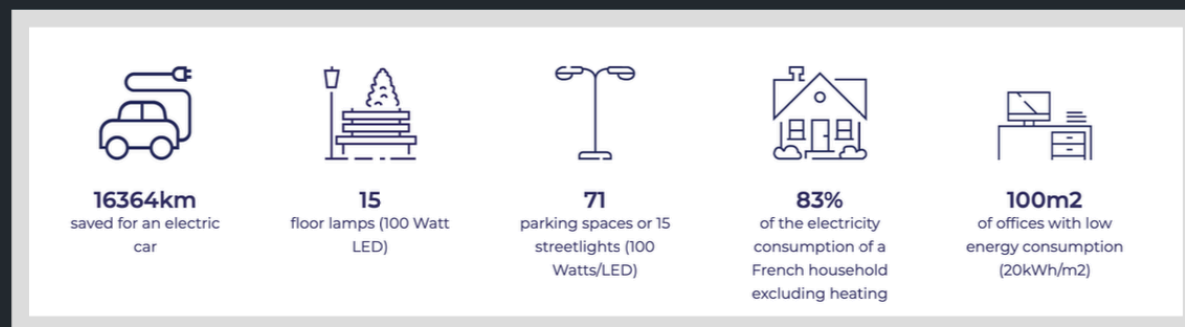 16364km
saved for an electric
car
15
floor lamps (100 Watt
LED)
71
parking spaces or 15
streetlights (100
Watts/LED)
83%
of the electricity
consumption of a
French household
excluding heating
100m2
of offices with low
energy consumption
(20kWh/m2)